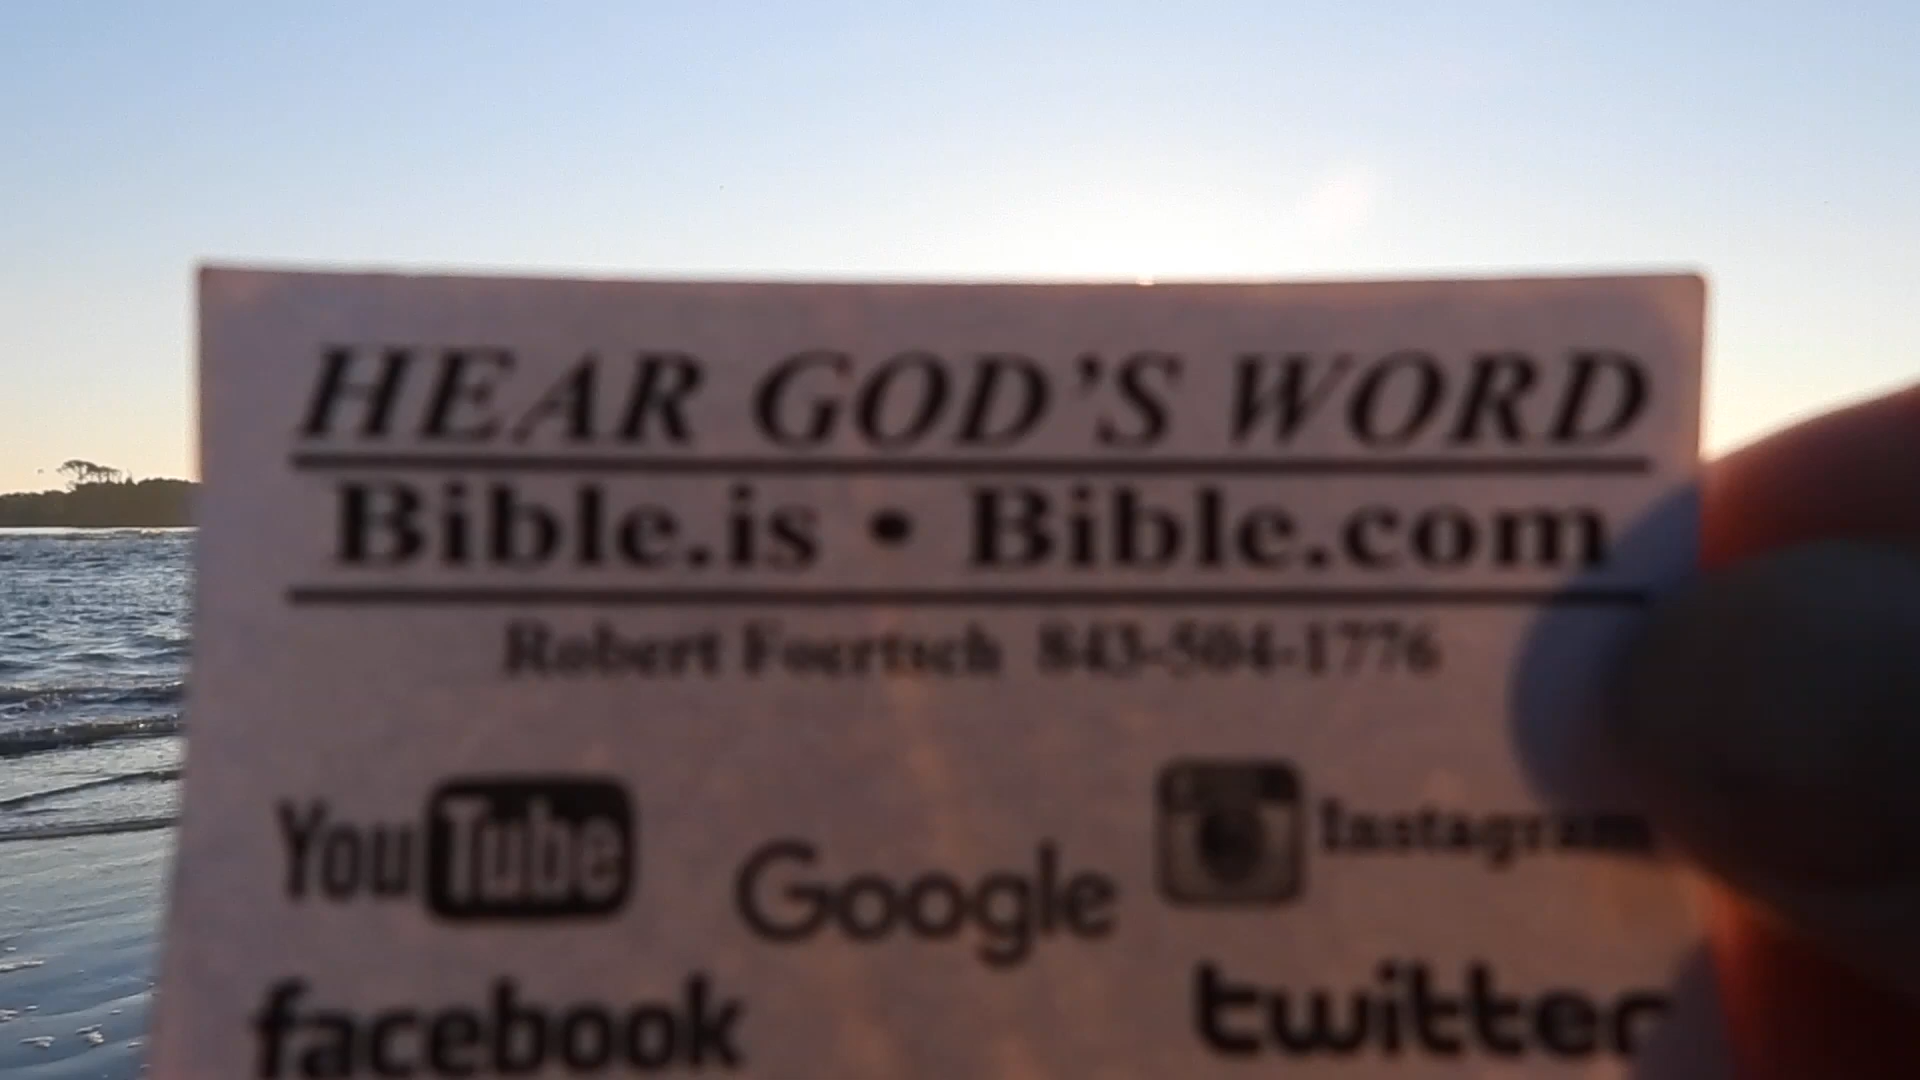 HEAR GOD'S WORD
Bible.is • Bible.com
Robert Foertsch 843-504-1776
YouTube Google Instagram
facebook twitter